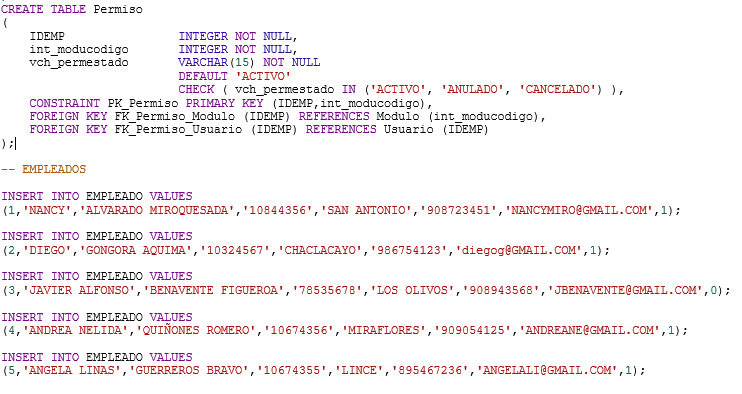 CREATE TABLE Permiso
(
    IDEMP                 INTEGER NOT NULL,
    int_moducodigo        INTEGER NOT NULL,
    vch_permestado        VARCHAR(15) NOT NULL
                          DEFAULT 'ACTIVO'
                          CHECK ( vch_permestado IN ('ACTIVO', 'ANULADO', 'CANCELADO') ),
    CONSTRAINT PK_Permiso PRIMARY KEY (IDEMP,int_moducodigo),
    FOREIGN KEY FK_Permiso_Modulo (IDEMP) REFERENCES Modulo (int_moducodigo),
    FOREIGN KEY FK_Permiso_Usuario (IDEMP) REFERENCES Usuario (IDEMP)
);
-- EMPLEADOS
INSERT INTO EMPLEADO VALUES
(1,'NANCY','ALVARADO MIROQUESADA','10844356','SAN ANTONIO','908723451','NANCYMIRO@GMAIL.COM',1);
INSERT INTO EMPLEADO VALUES
(2,'DIEGO','GONGORA AQUIMA','10324567','CHACLACAYO','986754123','diegog@GMAIL.COM',1);
INSERT INTO EMPLEADO VALUES
(3,'JAVIER ALFONSO','BENAVENTE FIGUEROA','78535678','LOS OLIVOS','908943568','JBENAVENTE@GMAIL.COM',0);
INSERT INTO EMPLEADO VALUES
(4,'ANDREA NELIDA','QUIÑONES ROMERO','10674356','MIRAFLORES','909054125','ANDREANE@GMAIL.COM',1);
INSERT INTO EMPLEADO VALUES
(5,'ANGELA LINAS','GUERREROS BRAVO','10674355','LINCE','895467236','ANGELALI@GMAIL.COM',1);